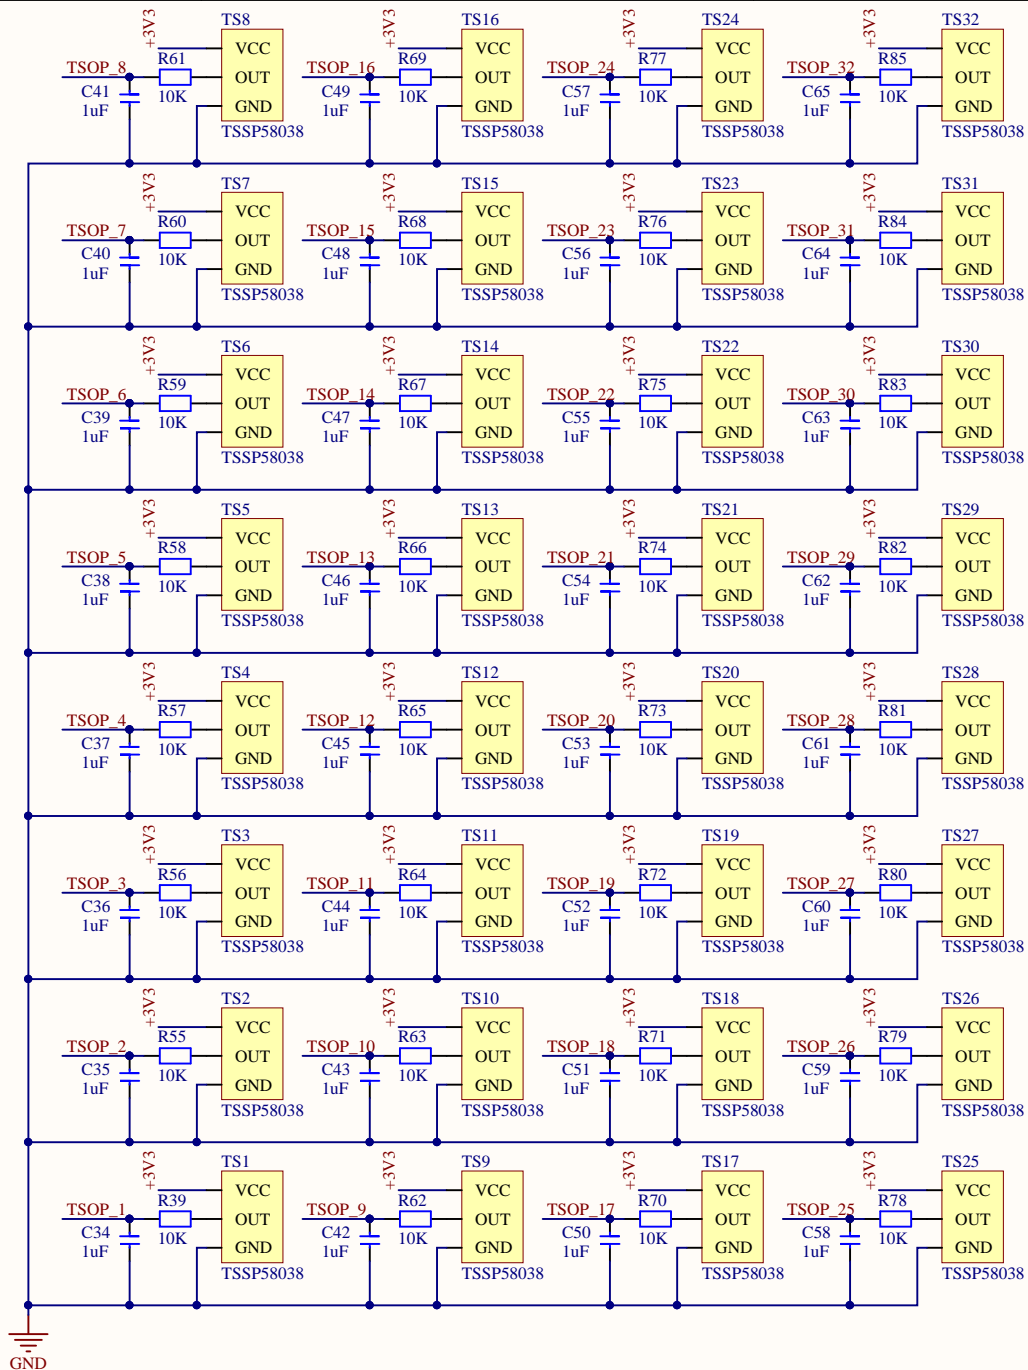 +3V3 TS8 +3V3 TS16 +3V3 TS24 +3V3 TS32
VCC VCC VCC VCC
TSOP_8 R61 OUT TSOP_16 R69 OUT TSOP_24 R77 OUT TSOP_32 R85 OUT
C41 10K C49 10K C57 10K C65 10K
1uF GND 1uF GND 1uF GND 1uF GND
TSSP58038 TSSP58038 TSSP58038 TSSP58038
+3V3 TS7 +3V3 TS15 +3V3 TS23 +3V3 TS31
VCC VCC VCC VCC
TSOP_7 R60 OUT TSOP_15 R68 OUT TSOP_23 R76 OUT TSOP_31 R84 OUT
C40 10K C48 10K C56 10K C64 10K
1uF GND 1uF GND 1uF GND 1uF GND
TSSP58038 TSSP58038 TSSP58038 TSSP58038
+3V3 TS6 +3V3 TS14 +3V3 TS22 +3V3 TS30
VCC VCC VCC VCC
TSOP_6 R59 OUT TSOP_14 R67 OUT TSOP_22 R75 OUT TSOP_30 R83 OUT
C39 10K C47 10K C55 10K C63 10K
1uF GND 1uF GND 1uF GND 1uF GND
TSSP58038 TSSP58038 TSSP58038 TSSP58038
+3V3 TS5 +3V3 TS13 +3V3 TS21 +3V3 TS29
VCC VCC VCC VCC
TSOP_5 R58 OUT TSOP_13 R66 OUT TSOP_21 R74 OUT TSOP_29 R82 OUT
C38 10K C46 10K C54 10K C62 10K
1uF GND 1uF GND 1uF GND 1uF GND
TSSP58038 TSSP58038 TSSP58038 TSSP58038
+3V3 TS4 +3V3 TS12 +3V3 TS20 +3V3 TS28
VCC VCC VCC VCC
TSOP_4 R57 OUT TSOP_12 R65 OUT TSOP_20 R73 OUT TSOP_28 R81 OUT
C37 10K C45 10K C53 10K C61 10K
1uF GND 1uF GND 1uF GND 1uF GND
TSSP58038 TSSP58038 TSSP58038 TSSP58038
+3V3 TS3 +3V3 TS11 +3V3 TS19 +3V3 TS27
VCC VCC VCC VCC
TSOP_3 R56 OUT TSOP_11 R64 OUT TSOP_19 R72 OUT TSOP_27 R80 OUT
C36 10K C44 10K C52 10K C60 10K
1uF GND 1uF GND 1uF GND 1uF GND
TSSP58038 TSSP58038 TSSP58038 TSSP58038
+3V3 TS2 +3V3 TS10 +3V3 TS18 +3V3 TS26
VCC VCC VCC VCC
TSOP_2 R55 OUT TSOP_10 R63 OUT TSOP_18 R71 OUT TSOP_26 R79 OUT
C35 10K C43 10K C51 10K C59 10K
1uF GND 1uF GND 1uF GND 1uF GND
TSSP58038 TSSP58038 TSSP58038 TSSP58038
+3V3 TS1 +3V3 TS9 +3V3 TS17 +3V3 TS25
VCC VCC VCC VCC
TSOP_1 R39 OUT TSOP_9 R62 OUT TSOP_17 R70 OUT TSOP_25 R78 OUT
C34 10K C42 10K C50 10K C58 10K
1uF GND 1uF GND 1uF GND 1uF GND
TSSP58038 TSSP58038 TSSP58038 TSSP58038
GND